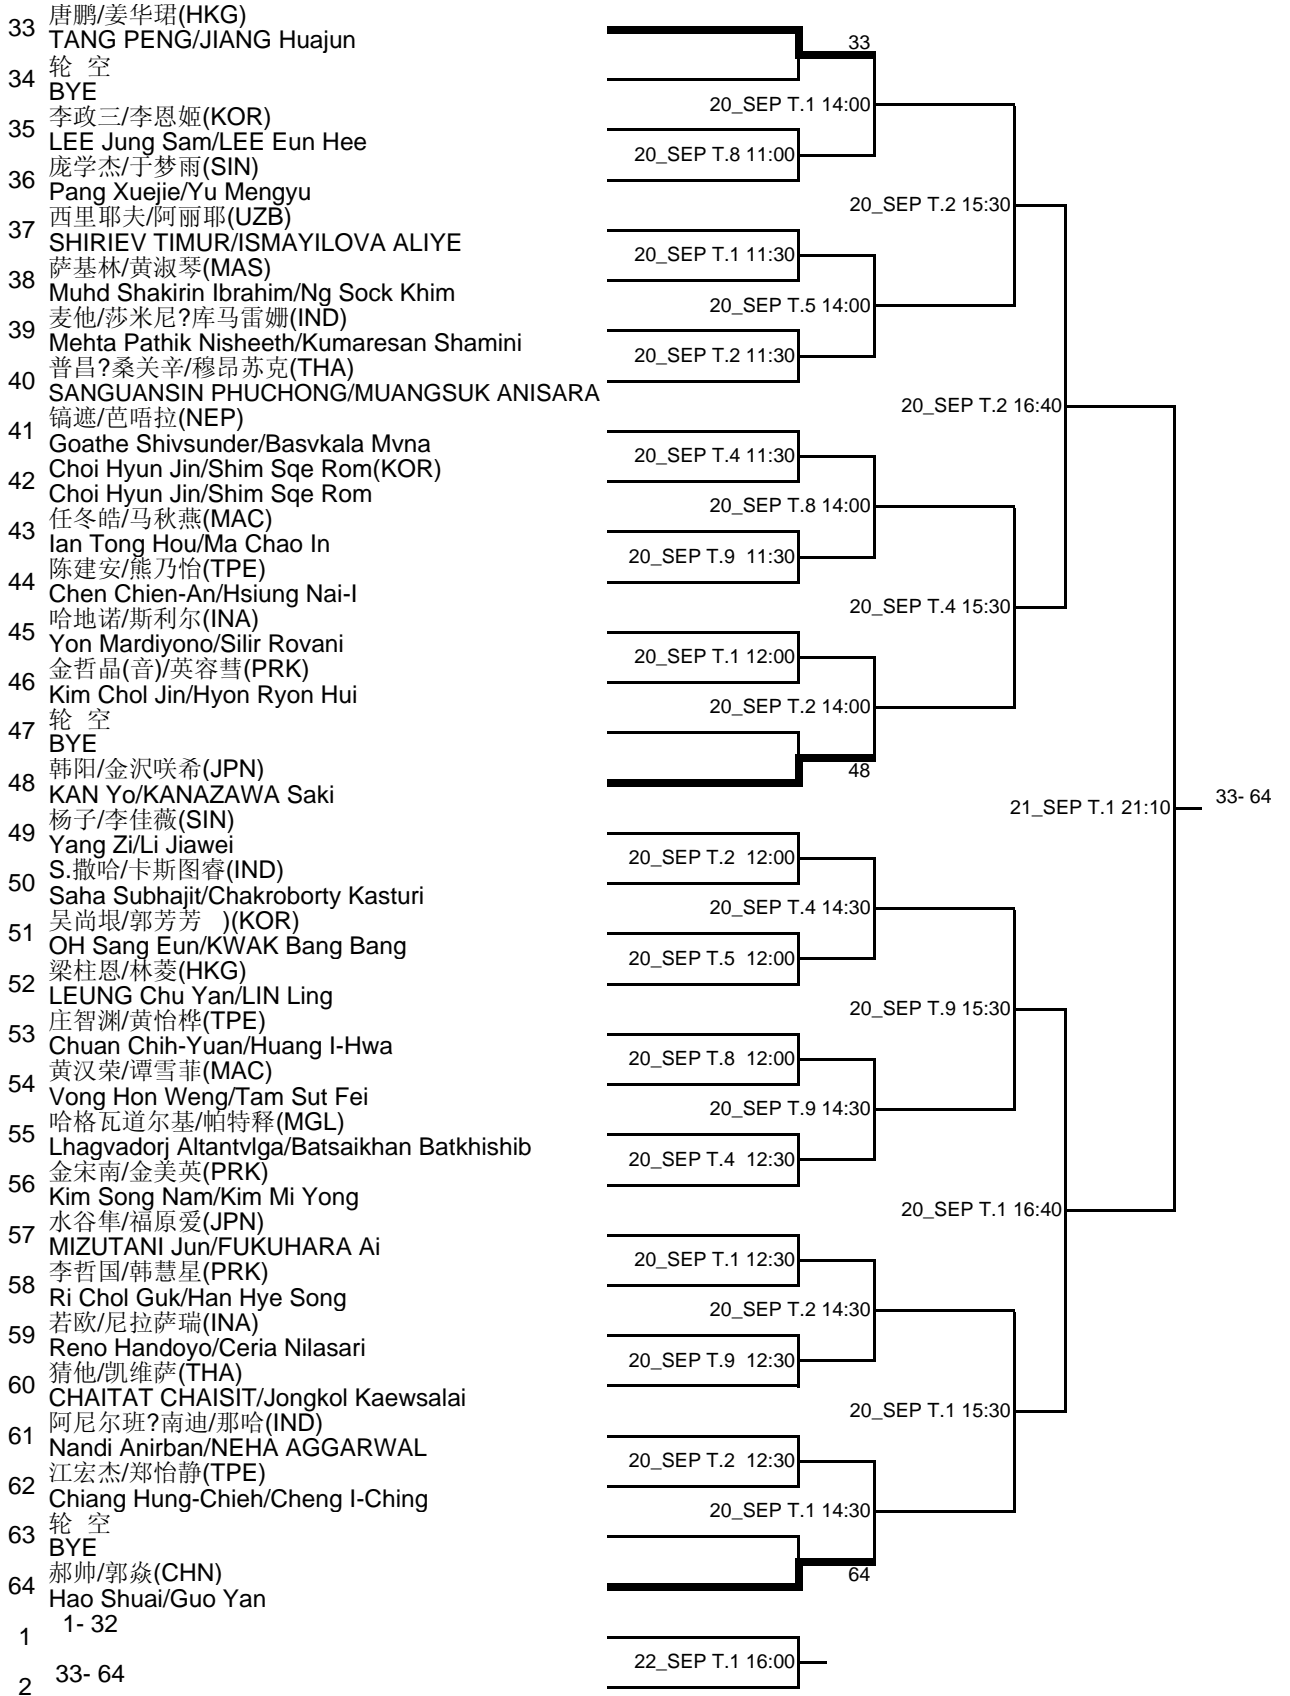 33 唐鹏/姜华珺(HKG)
TANG PENG/JIANG Huajun
34 轮 空
BYE
35 李政三/李恩姬(KOR)
LEE Jung Sam/LEE Eun Hee
36 庞学杰/于梦雨(SIN)
Pang Xuejie/Yu Mengyu
37 西里耶夫/阿丽耶(UZB)
SHIRIEV TIMUR/ISMAYILOVA ALIYE
38 萨基林/黄淑琴(MAS)
Muhd Shakirin Ibrahim/Ng Sock Khim
39 麦他/莎米尼?库马雷姗(IND)
Mehta Pathik Nisheeth/Kumaresan Shamini
40 普昌?桑关辛/穆昂苏克(THA)
SANGUANSIN PHUCHONG/MUANGSUK ANISARA
41 镐遮/芭唔拉(NEP)
Goathe Shivsunder/Basvkala Mvna
42 Choi Hyun Jin/Shim Sqe Rom(KOR)
Choi Hyun Jin/Shim Sqe Rom
43 任冬皓/马秋燕(MAC)
Ian Tong Hou/Ma Chao In
44 陈建安/熊乃怡(TPE)
Chen Chien-An/Hsiung Nai-I
45 哈地诺/斯利尔(INA)
Yon Mardiyono/Silir Rovani
46 金哲晶(音)/英容彗(PRK)
Kim Chol Jin/Hyon Ryon Hui
47 轮 空
BYE
48 韩阳/金沢咲希(JPN)
KAN Yo/KANAZAWA Saki
49 杨子/李佳薇(SIN)
Yang Zi/Li Jiawei
50 S.撒哈/卡斯图睿(IND)
Saha Subhajit/Chakroborty Kasturi
51 吴尚垠/郭芳芳 )(KOR)
OH Sang Eun/KWAK Bang Bang
52 梁柱恩/林菱(HKG)
LEUNG Chu Yan/LIN Ling
53 庄智渊/黄怡桦(TPE)
Chuan Chih-Yuan/Huang I-Hwa
54 黄汉荣/谭雪菲(MAC)
Vong Hon Weng/Tam Sut Fei
55 哈格瓦道尔基/帕特释(MGL)
Lhagvadorj Altantvlga/Batsaikhan Batkhishib
56 金宋南/金美英(PRK)
Kim Song Nam/Kim Mi Yong
57 水谷隼/福原爱(JPN)
MIZUTANI Jun/FUKUHARA Ai
58 李哲国/韩慧星(PRK)
Ri Chol Guk/Han Hye Song
59 若欧/尼拉萨瑞(INA)
Reno Handoyo/Ceria Nilasari
60 猜他/凯维萨(THA)
CHAITAT CHAISIT/Jongkol Kaewsalai
61 阿尼尔班?南迪/那哈(IND)
Nandi Anirban/NEHA AGGARWAL
62 江宏杰/郑怡静(TPE)
Chiang Hung-Chieh/Cheng I-Ching
63 轮 空
BYE
64 郝帅/郭焱(CHN)
Hao Shuai/Guo Yan
1 1- 32
2 33- 64
20_SEP T.8 11:00
20_SEP T.1 11:30
20_SEP T.2 11:30
20_SEP T.4 11:30
20_SEP T.9 11:30
20_SEP T.1 12:00
20_SEP T.2 12:00
20_SEP T.5 12:00
20_SEP T.8 12:00
20_SEP T.4 12:30
20_SEP T.1 12:30
20_SEP T.9 12:30
20_SEP T.2 12:30
22_SEP T.1 16:00
33
20_SEP T.1 14:00
20_SEP T.5 14:00
20_SEP T.8 14:00
20_SEP T.2 14:00
48
20_SEP T.4 14:30
20_SEP T.9 14:30
20_SEP T.2 14:30
20_SEP T.1 14:30
64
20_SEP T.2 15:30
20_SEP T.4 15:30
20_SEP T.9 15:30
20_SEP T.1 15:30
20_SEP T.2 16:40
20_SEP T.1 16:40
21_SEP T.1 21:10
33- 64